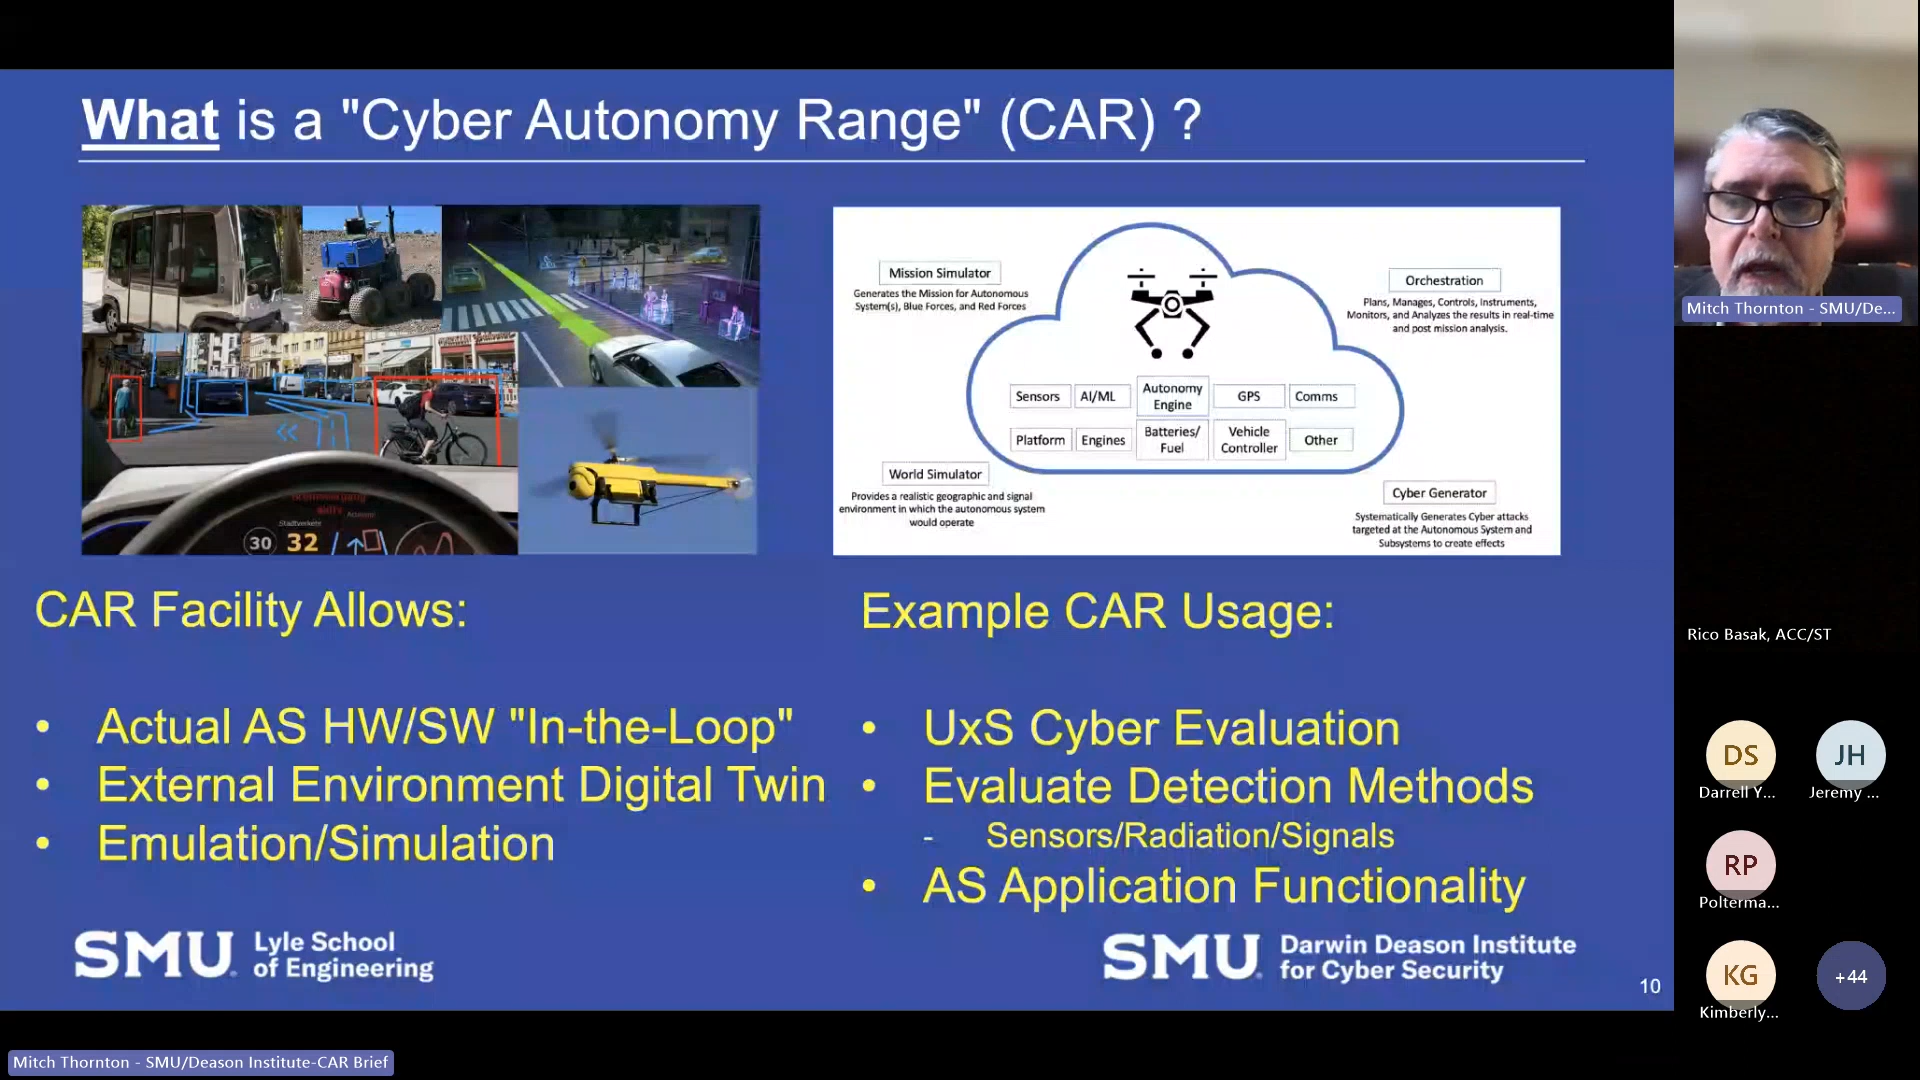 What is a "Cyber Autonomy Range" (CAR) ?
Mission Simulator
Generates the Mission for Autonomous
System(s), Blue Forces, and Red Forces
Orchestration
Plans, Manages, Controls, Instruments,
Monitors, and Analyzes the results in real-time
and post mission analysis.
Sensors
AI/ML
Autonomy
Engine
GPS
Comms
Platform
Engines
Batteries/
Fuel
Vehicle
Controller
Other
World Simulator
Provides a realistic geographic and signal
environment in which the autonomous system
would operate
Cyber Generator
Systematically Generates Cyber attacks
targeted at the Autonomous System and
Subsystems to create effects
Stadtverkehr
30
32
CAR Facility Allows:
• Actual AS HW/SW "In-the-Loop"
• External Environment Digital Twin
• Emulation/Simulation
Example CAR Usage:
• UxS Cyber Evaluation
• Evaluate Detection Methods
- Sensors/Radiation/Signals
• AS Application Functionality
SMU Lyle School
of Engineering
SMU Darwin Deason Institute
for Cyber Security
10
Mitch Thornton - SMU/De...
Rico Basak, ACC/ST
DS
Darrell Y...
JH
Jeremy ...
RP
Polterma...
KG
Kimberly...
+44
Mitch Thornton - SMU/Deason Institute-CAR Brief